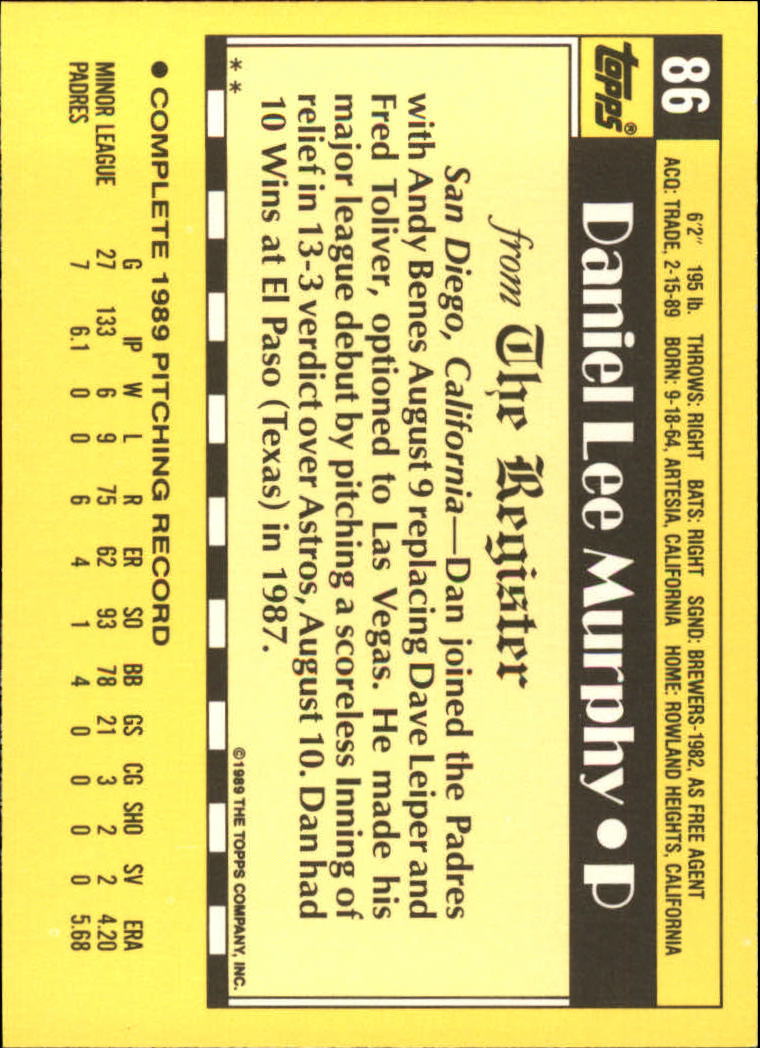 86
6'2" 195 lb. THROWS: RIGHT BATS: RIGHT SGND: BREWERS-1982, AS FREE AGENT
ACQ: TRADE, 2-15-89 BORN: 9-18-64, ARTESIA, CALIFORNIA HOME: ROWLAND HEIGHTS, CALIFORNIA
topps®
Daniel Lee Murphy • P
from The Register
San Diego, California—Dan joined the Padres
with Andy Benes August 9 replacing Dave Leiper and
Fred Toliver, optioned to Las Vegas. He made his
major league debut by pitching a scoreless Inning of
relief in 13-3 verdict over Astros, August 10. Dan had
10 Wins at El Paso (Texas) in 1987.
** ©1989 THE TOPPS COMPANY, INC.
• COMPLETE 1989 PITCHING RECORD
G IP W L R ER SO BB GS CG SHO SV ERA
MINOR LEAGUE 27 133 6 9 75 62 93 78 21 3 2 2 4.20
PADRES 7 6.1 0 0 6 4 1 4 0 0 0 0 5.68